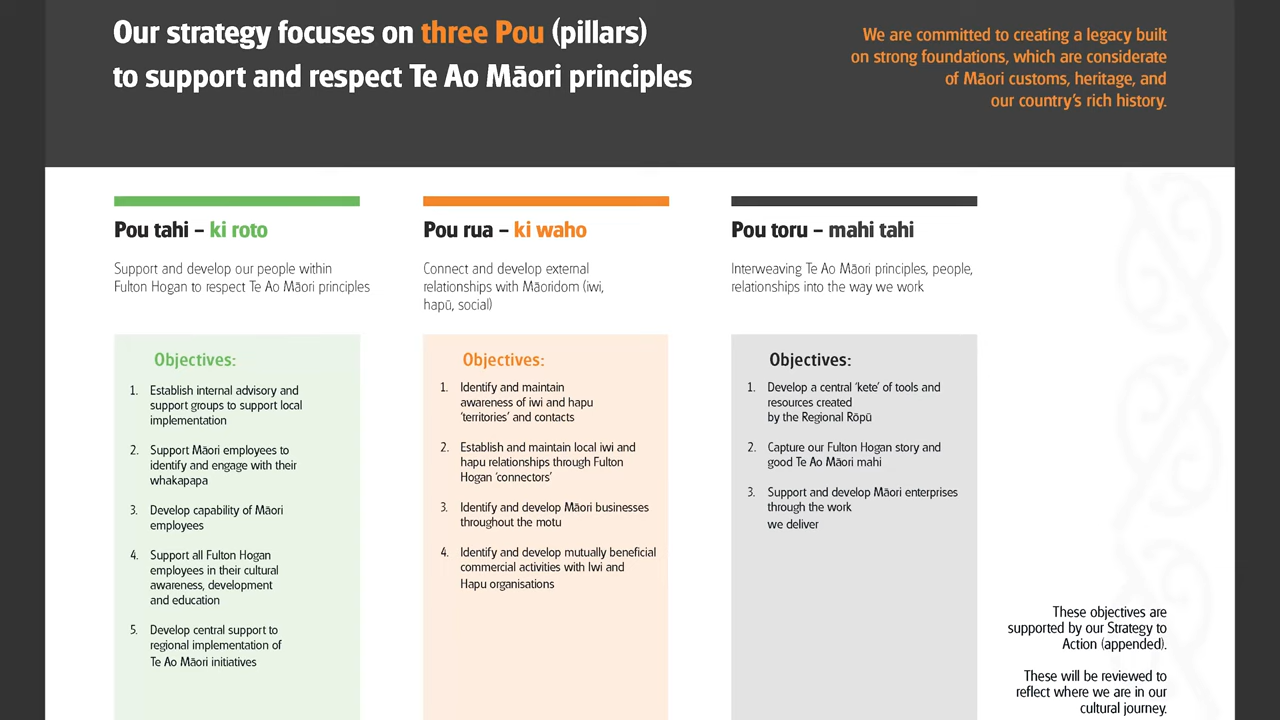 Our strategy focuses on three Pou (pillars)
to support and respect Te Ao Māori principles
We are committed to creating a legacy built
on strong foundations, which are considerate
of Māori customs, heritage, and
our country's rich history.
Pou tahi – ki roto
Support and develop our people within
Fulton Hogan to respect Te Ao Māori principles
Objectives:
1. Establish internal advisory and
support groups to support local
implementation
2. Support Māori employees to
identify and engage with their
whakapapa
3. Develop capability of Māori
employees
4. Support all Fulton Hogan
employees in their cultural
awareness, development
and education
5. Develop central support to
regional implementation of
Te Ao Māori initiatives
Pou rua – ki waho
Connect and develop external
relationships with Māoridom (iwi,
hapū, social)
Objectives:
1. Identify and maintain
awareness of iwi and hapu
'territories' and contacts
2. Establish and maintain local iwi and
hapu relationships through Fulton
Hogan 'connectors'
3. Identify and develop Māori businesses
throughout the motu
4. Identify and develop mutually beneficial
commercial activities with Iwi and
Hapu organisations
Pou toru – mahi tahi
Interweaving Te Ao Māori principles, people,
relationships into the way we work
Objectives:
1. Develop a central 'kete' of tools and
resources created
by the Regional Rōpū
2. Capture our Fulton Hogan story and
good Te Ao Māori mahi
3. Support and develop Māori enterprises
through the work
we deliver
These objectives are
supported by our Strategy to
Action (appended).
These will be reviewed to
reflect where we are in our
cultural journey.